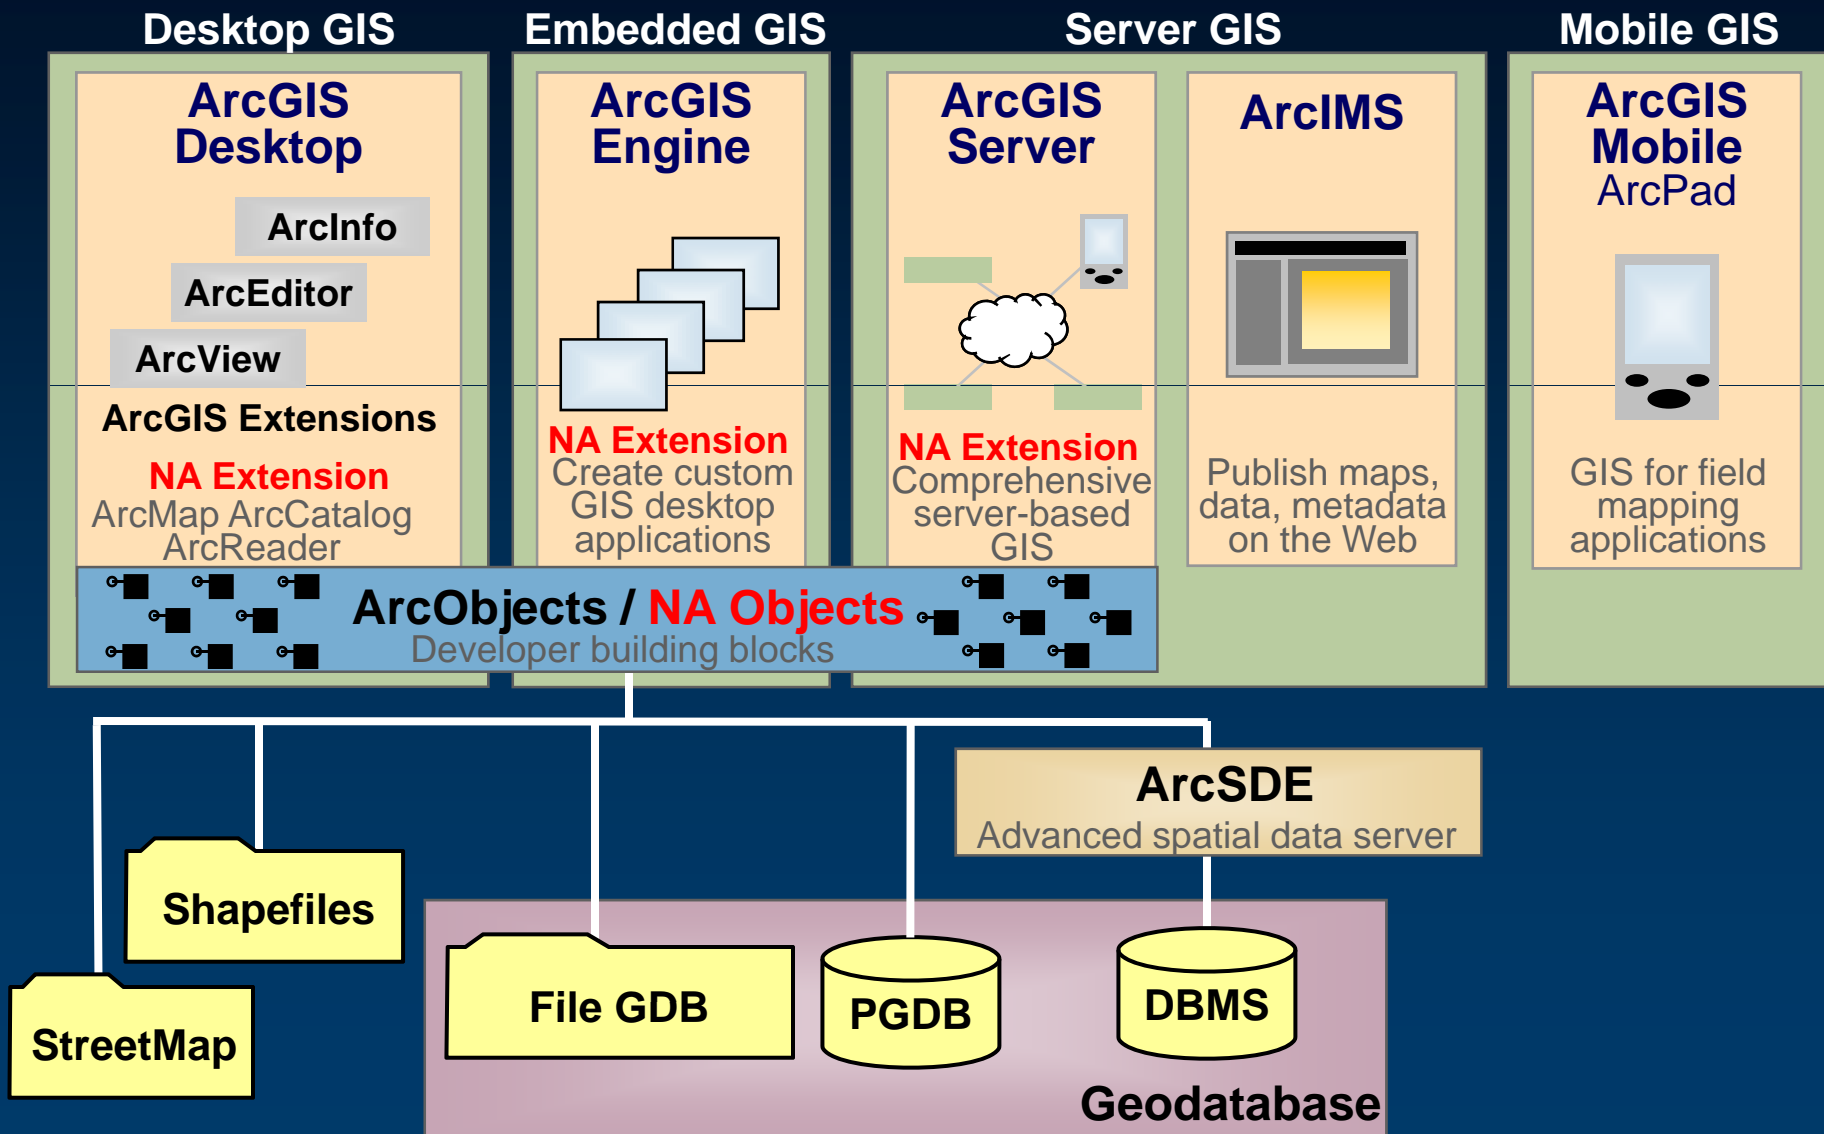 Desktop GIS
Embedded GIS
Server GIS
Mobile GIS
ArcGIS
Desktop
ArcInfo
ArcEditor
ArcView
ArcGIS Extensions
NA Extension
ArcMap ArcCatalog
ArcReader
ArcGIS
Engine
NA Extension
Create custom
GIS desktop
applications
ArcGIS
Server
NA Extension
Comprehensive
server-based
GIS
ArcIMS
Publish maps,
data, metadata
on the Web
ArcGIS
Mobile
ArcPad
GIS for field
mapping
applications
ArcObjects / NA Objects
Developer building blocks
ArcSDE
Advanced spatial data server
Shapefiles
StreetMap
File GDB
PGDB
DBMS
Geodatabase